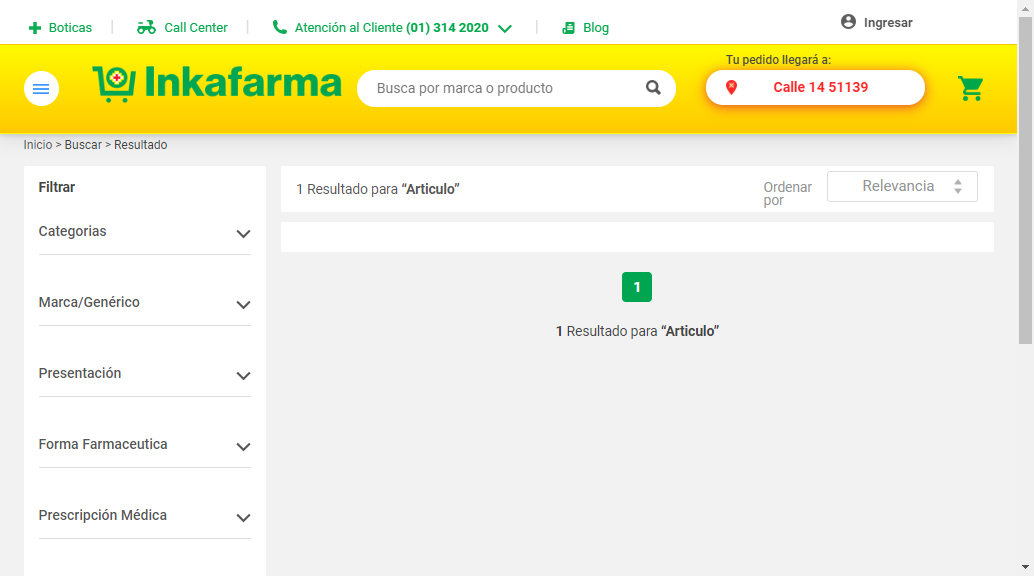 Boticas
Call Center
Atención al Cliente (01) 314 2020
Blog
Ingresar
Inkafarma
Busca por marca o producto
Tu pedido llegará a:
Calle 14 51139
Inicio > Buscar > Resultado
Filtrar
Categorias
Marca/Genérico
Presentación
Forma Farmaceutica
Prescripción Médica
1 Resultado para “Articulo”
Ordenar
por
Relevancia
1
1 Resultado para “Articulo”